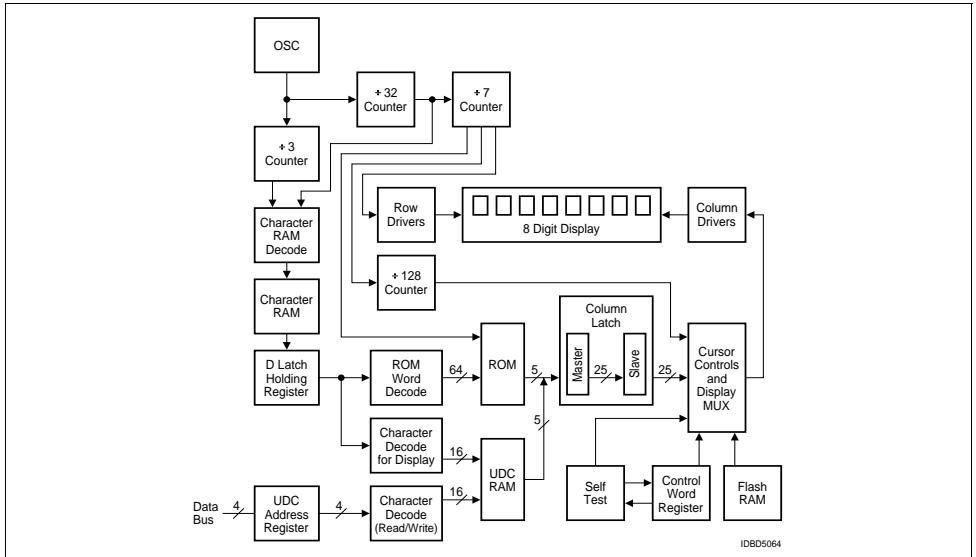 OSC
÷ 32
Counter
÷ 7
Counter
÷ 3
Counter
Character
RAM
Decode
Row
Drivers
8 Digit Display
Column
Drivers
÷ 128
Counter
Character
RAM
Column
Latch
Master
25
Slave
25
Cursor
Controls
and
Display
MUX
D Latch
Holding
Register
ROM
Word
Decode
64
ROM
5
5
Character
Decode
for Display
16
UDC
RAM
Data
Bus
4
UDC
Address
Register
4
Character
Decode
(Read/Write)
16
Self
Test
Control
Word
Register
Flash
RAM
IDBD5064